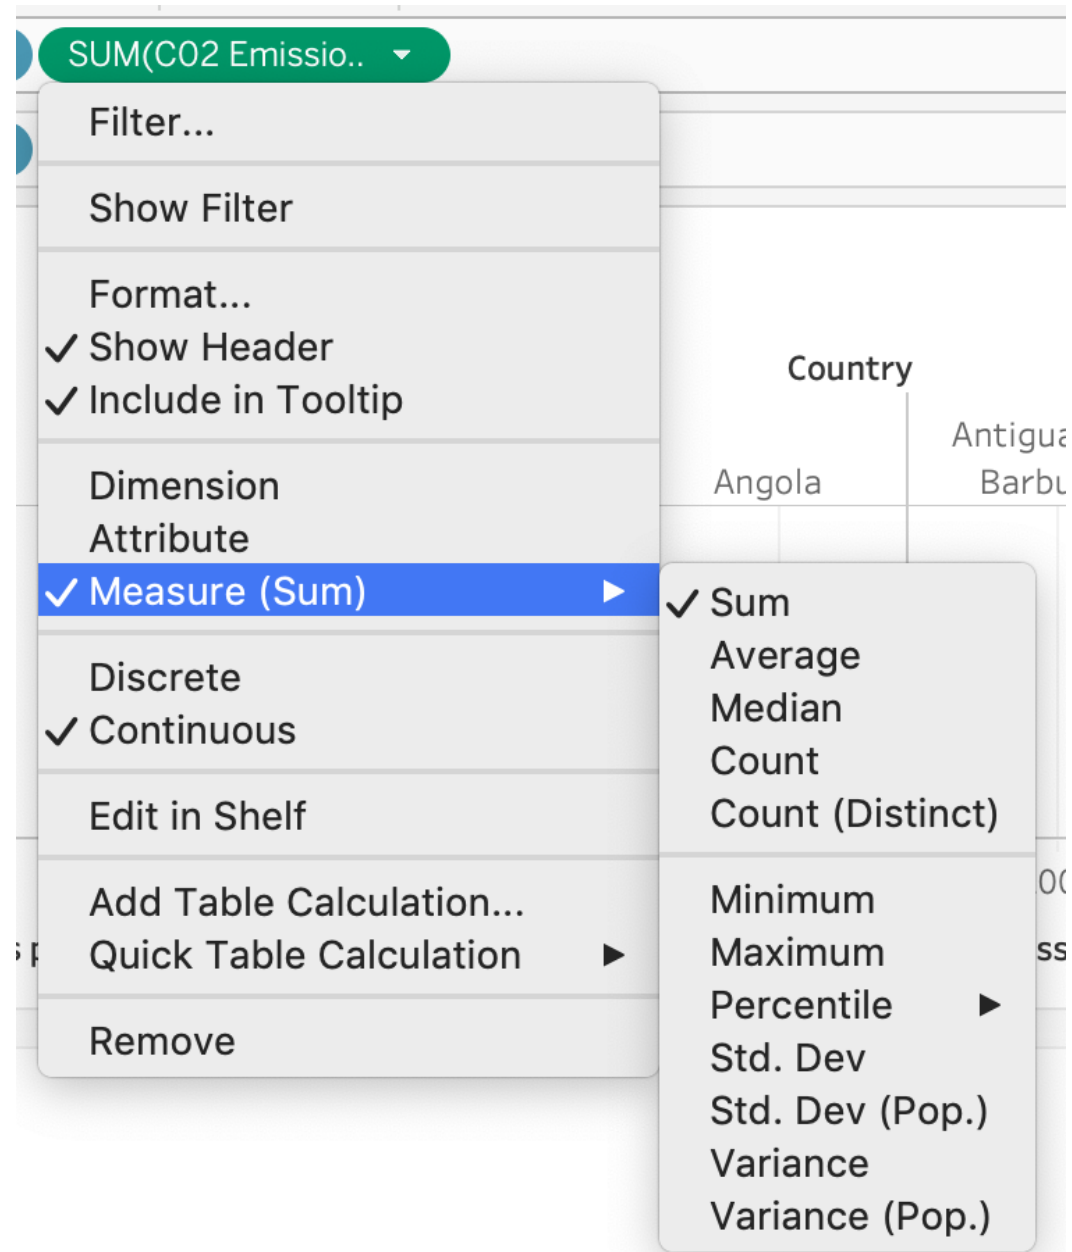 SUM(CO2 Emissio..
Filter...
Show Filter
Format...
Show Header
Include in Tooltip
Dimension
Attribute
Measure (Sum)
Discrete
Continuous
Edit in Shelf
Add Table Calculation...
Quick Table Calculation
Remove
Country
Angola
Sum
Average
Median
Count
Count (Distinct)
Minimum
Maximum
Percentile
Std. Dev
Std. Dev (Pop.)
Variance
Variance (Pop.)